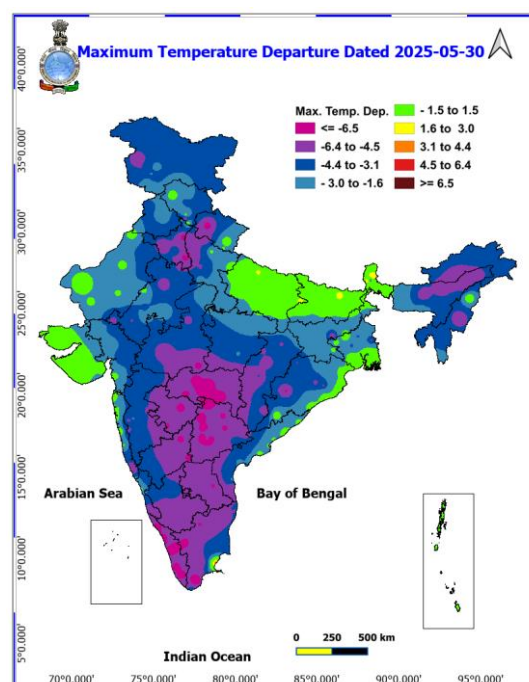 Maximum Temperature Departure Dated 2025-05-30
Max. Temp. Dep.
<= -6.5
-6.4 to -4.5
-4.4 to -3.1
- 3.0 to -1.6
- 1.5 to 1.5
1.6 to 3.0
3.1 to 4.4
4.5 to 6.4
>= 6.5
40°0.000'
35°0.000'
30°0.000'
25°0.000'
20°0.000'
15°0.000'
10°0.000'
5°0.000'
Arabian Sea
Bay of Bengal
Indian Ocean
0 250 500 km
70°0.000' 75°0.000' 80°0.000' 85°0.000' 90°0.000' 95°0.000'